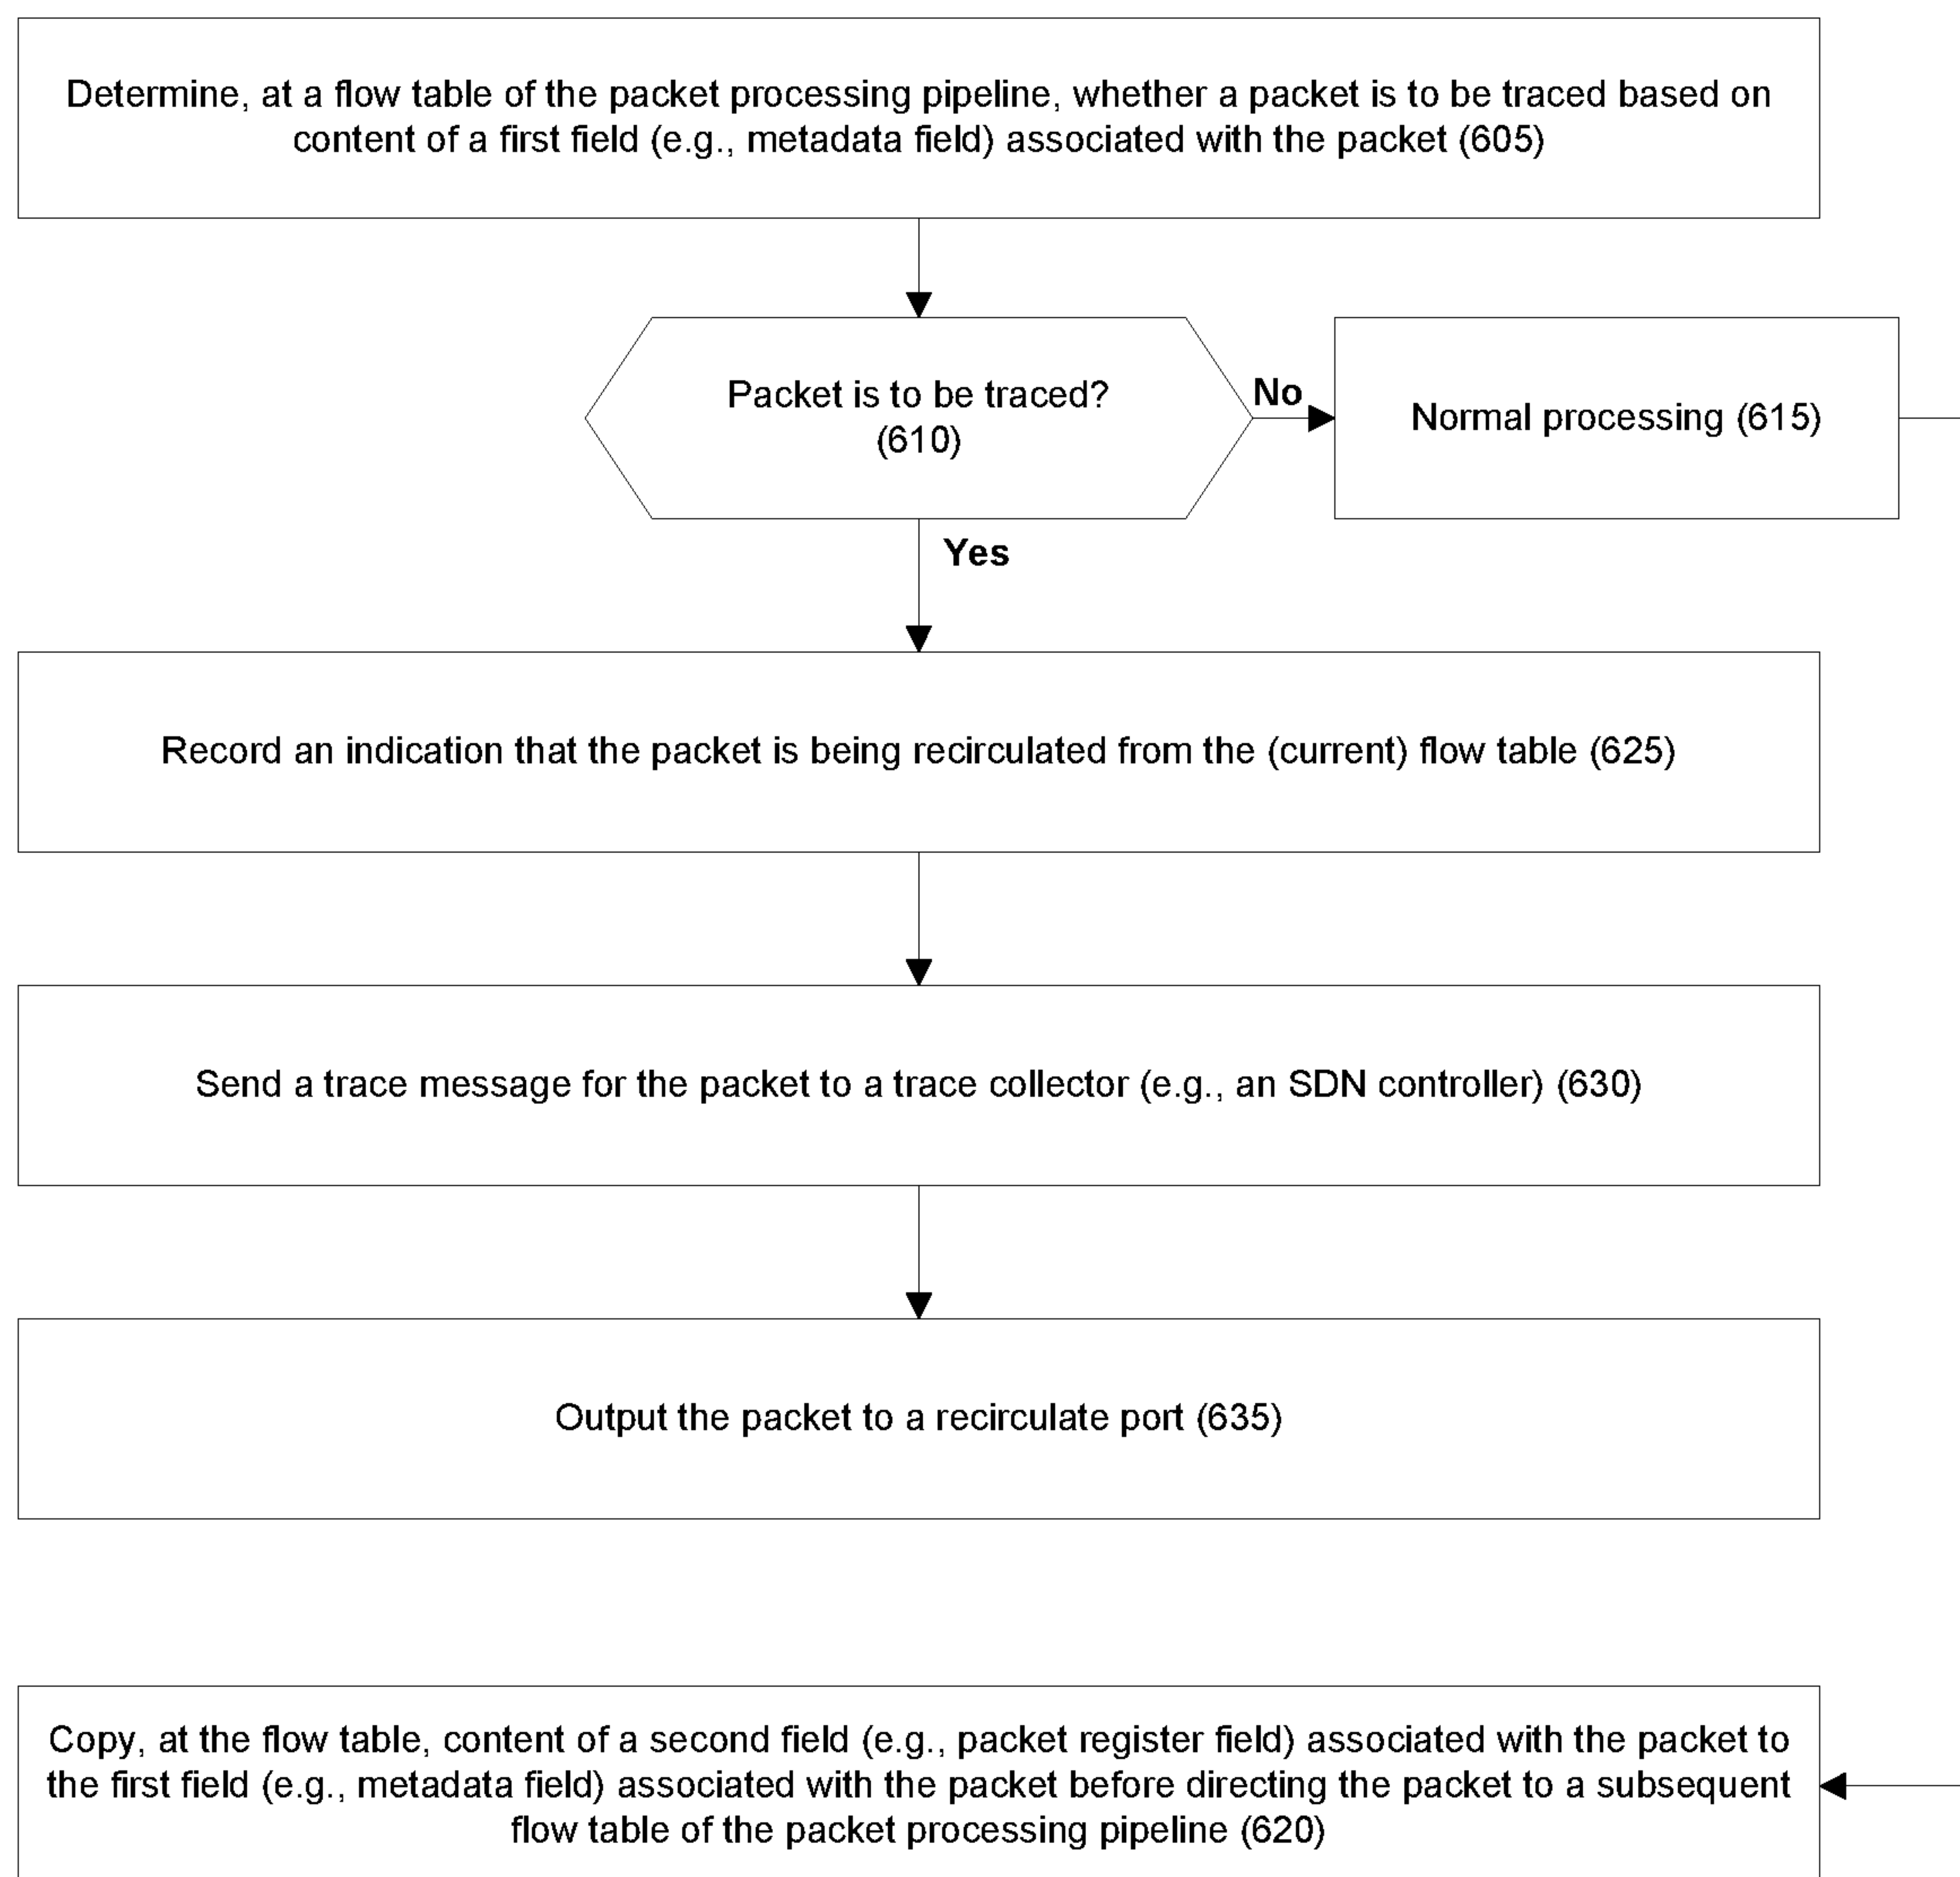 Determine, at a flow table of the packet processing pipeline, whether a packet is to be traced based on
content of a first field (e.g., metadata field) associated with the packet (605)
Packet is to be traced?
(610)
No
Normal processing (615)
Yes
Record an indication that the packet is being recirculated from the (current) flow table (625)
Send a trace message for the packet to a trace collector (e.g., an SDN controller) (630)
Output the packet to a recirculate port (635)
Copy, at the flow table, content of a second field (e.g., packet register field) associated with the packet to
the first field (e.g., metadata field) associated with the packet before directing the packet to a subsequent
flow table of the packet processing pipeline (620)